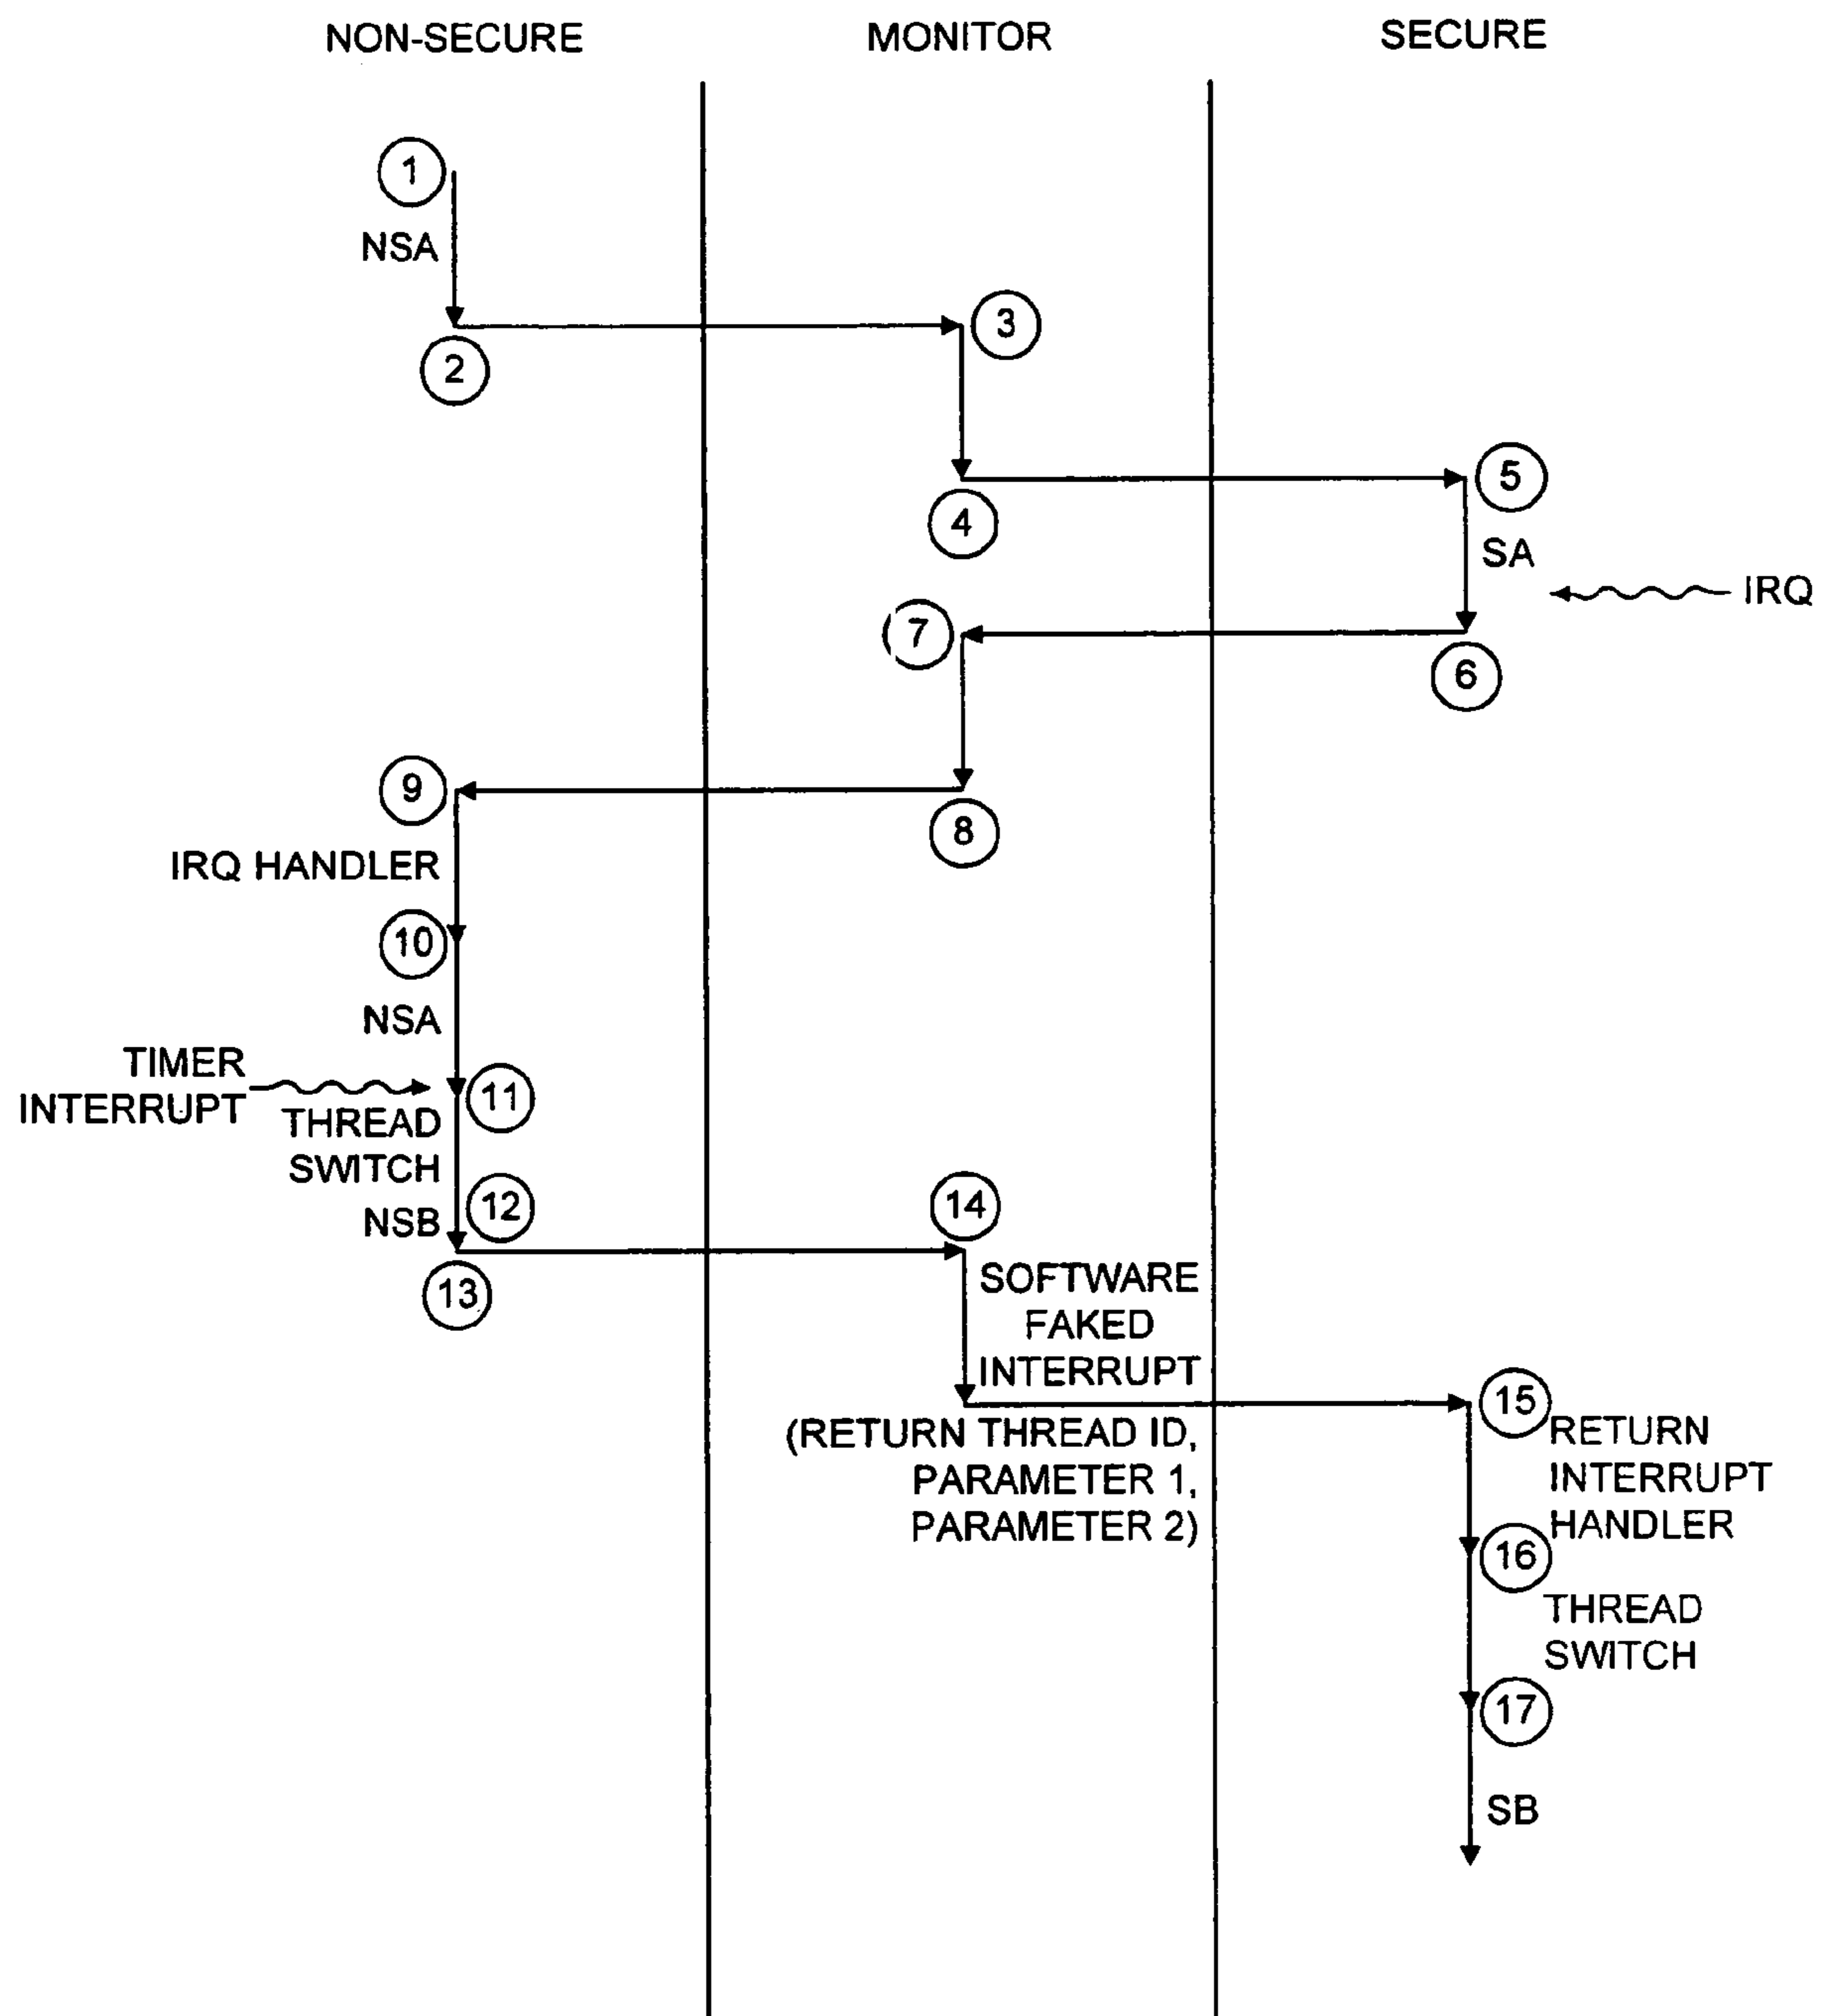 NON-SECURE
MONITOR
SECURE
1
NSA
2
3
4
5
SA
IRQ
6
7
8
9
IRQ HANDLER
10
NSA
TIMER
INTERRUPT
11
THREAD
SWITCH
12
NSB
13
14
SOFTWARE
FAKED
INTERRUPT
(RETURN THREAD ID,
PARAMETER 1,
PARAMETER 2)
15
RETURN
INTERRUPT
HANDLER
16
THREAD
SWITCH
17
SB